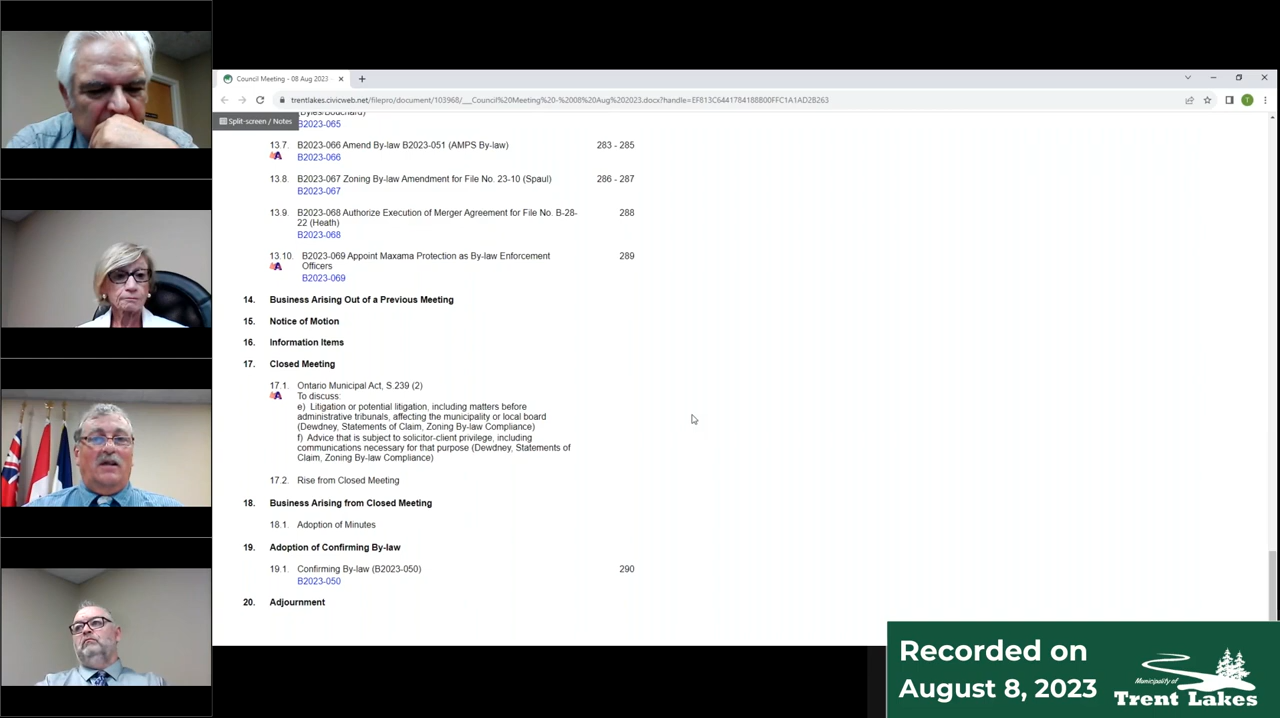 Council Meeting - 08 Aug 2023
trentlakes.civicweb.net/filepro/document/103968/___Council%20Meeting%20-%2008%20Aug%202023.docx?handle=EF813C6441784188B00FFC1A1AD2B263
T
Split-screen / Notes
(Byles/Bouchard)
B2023-065
13.7. B2023-066 Amend By-law B2023-051 (AMPS By-law) 283 - 285
B2023-066
13.8. B2023-067 Zoning By-law Amendment for File No. 23-10 (Spaul) 286 - 287
B2023-067
13.9. B2023-068 Authorize Execution of Merger Agreement for File No. B-28- 288
22 (Heath)
B2023-068
13.10. B2023-069 Appoint Maxama Protection as By-law Enforcement 289
Officers
B2023-069
14. Business Arising Out of a Previous Meeting
15. Notice of Motion
16. Information Items
17. Closed Meeting
17.1. Ontario Municipal Act, S.239 (2)
To discuss:
e) Litigation or potential litigation, including matters before
administrative tribunals, affecting the municipality or local board
(Dewdney, Statements of Claim, Zoning By-law Compliance)
f) Advice that is subject to solicitor-client privilege, including
communications necessary for that purpose (Dewdney, Statements of
Claim, Zoning By-law Compliance)
17.2. Rise from Closed Meeting
18. Business Arising from Closed Meeting
18.1. Adoption of Minutes
19. Adoption of Confirming By-law
19.1. Confirming By-law (B2023-050) 290
B2023-050
20. Adjournment
Recorded on
August 8, 2023
Municipality of
Trent Lakes